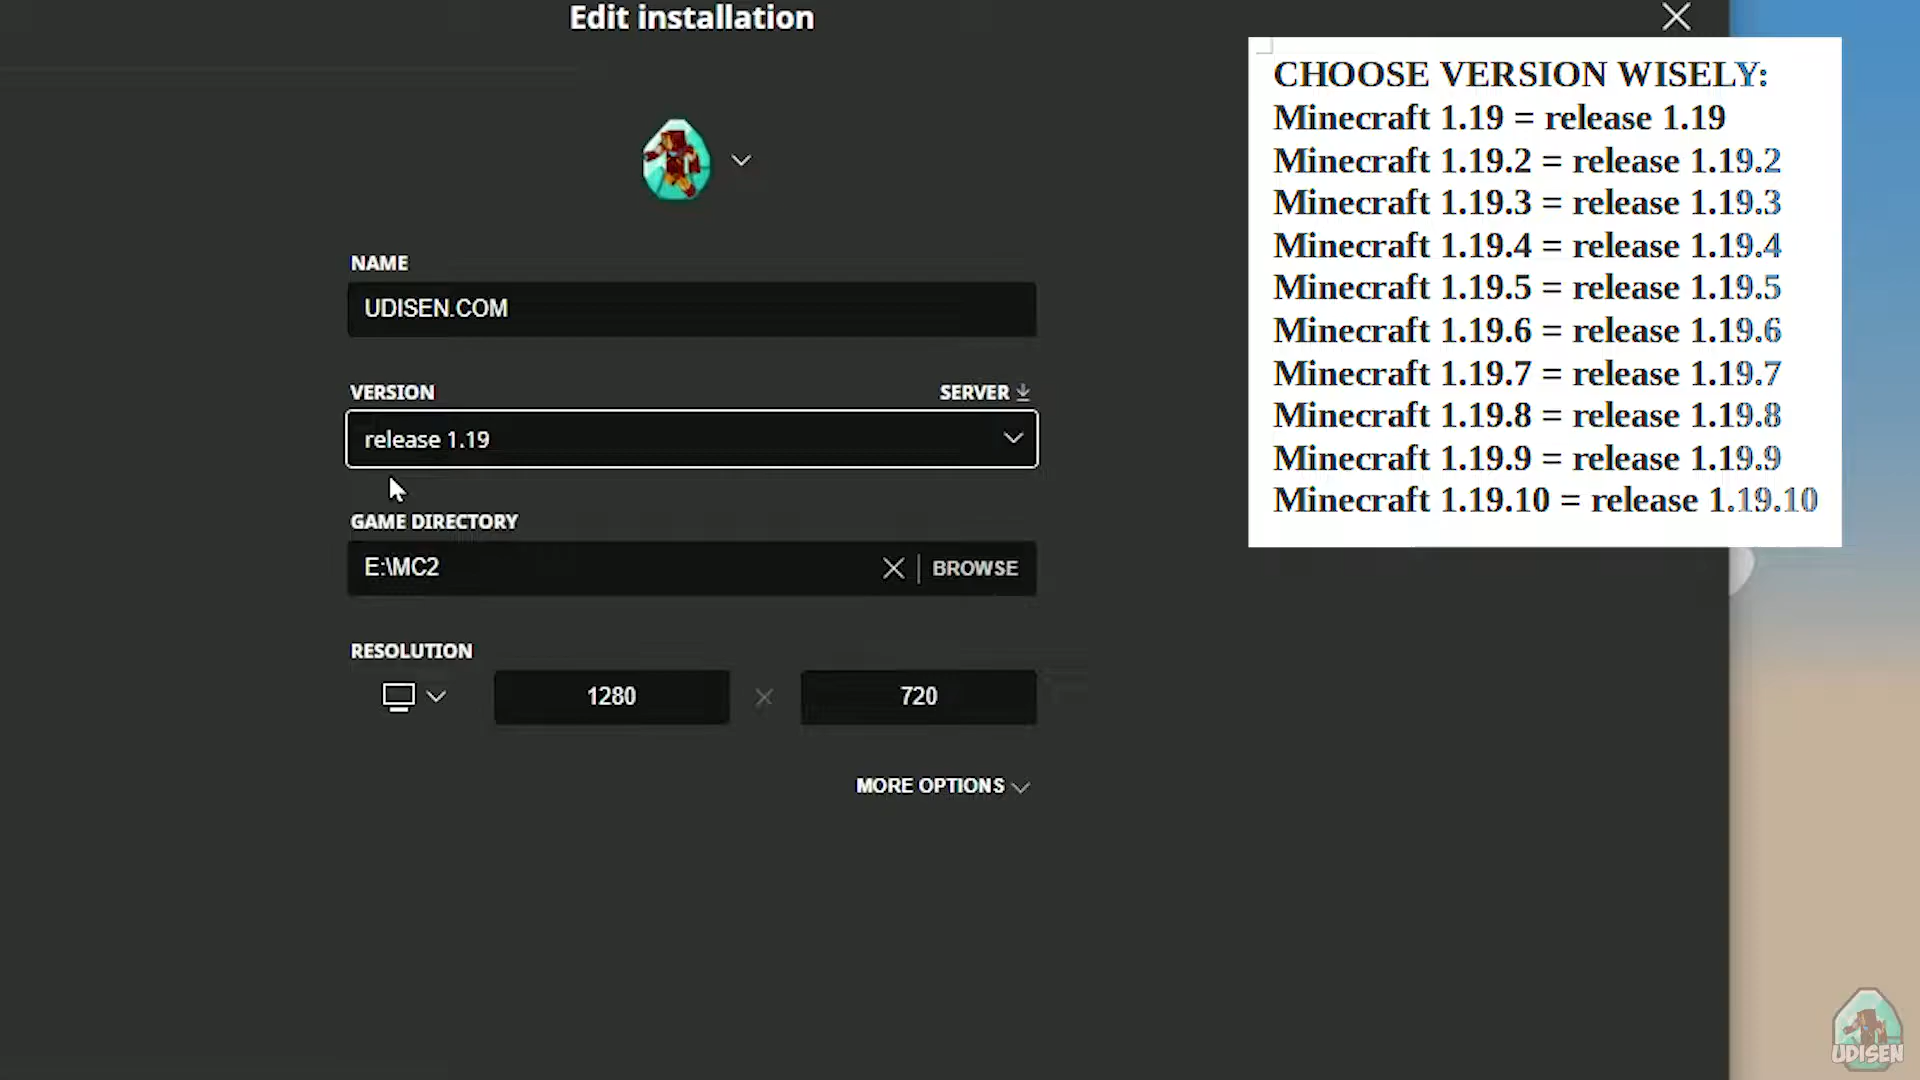 Edit installation
NAME
UDISEN.COM
VERSION
SERVER
release 1.19
GAME DIRECTORY
E:\MC2
BROWSE
RESOLUTION
1280
720
MORE OPTIONS
CHOOSE VERSION WISELY:
Minecraft 1.19 = release 1.19
Minecraft 1.19.2 = release 1.19.2
Minecraft 1.19.3 = release 1.19.3
Minecraft 1.19.4 = release 1.19.4
Minecraft 1.19.5 = release 1.19.5
Minecraft 1.19.6 = release 1.19.6
Minecraft 1.19.7 = release 1.19.7
Minecraft 1.19.8 = release 1.19.8
Minecraft 1.19.9 = release 1.19.9
Minecraft 1.19.10 = release 1.19.10
UDISEN